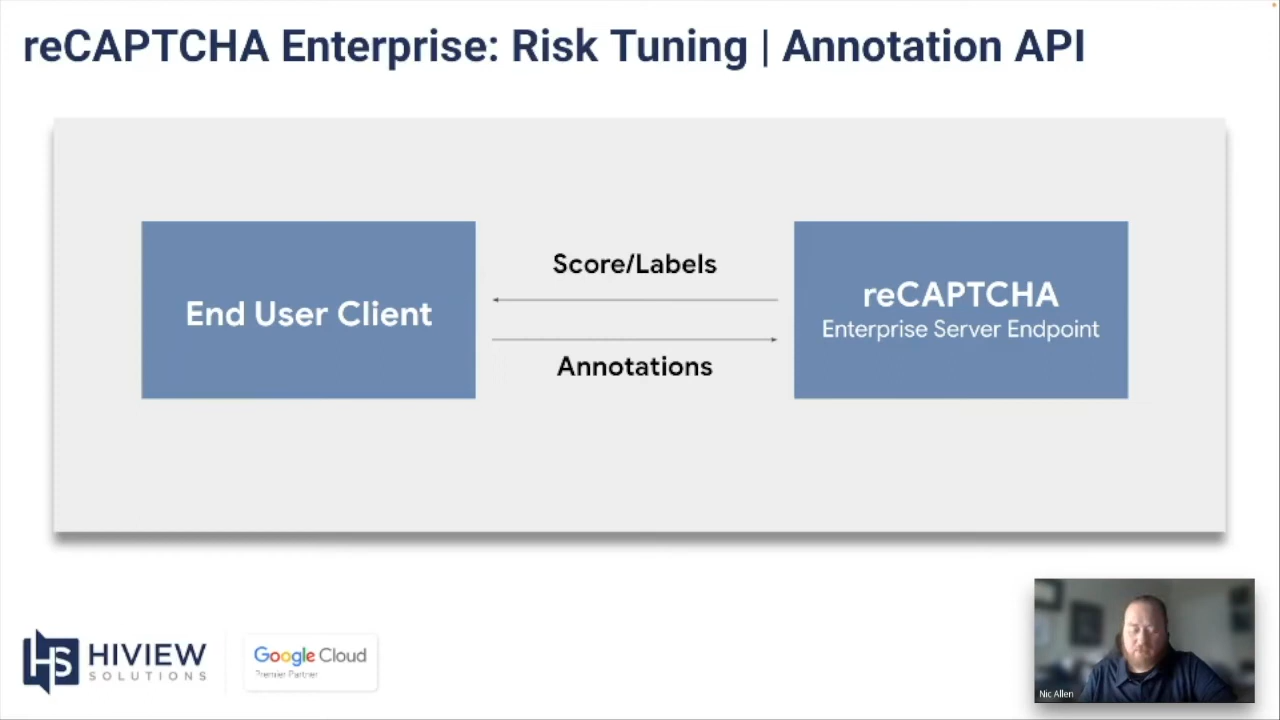 reCAPTCHA Enterprise: Risk Tuning | Annotation API
Score/Labels
End User Client
reCAPTCHA
Enterprise Server Endpoint
Annotations
HS HIVIEW
SOLUTIONS
Google Cloud
Premier Partner
Nic Allen